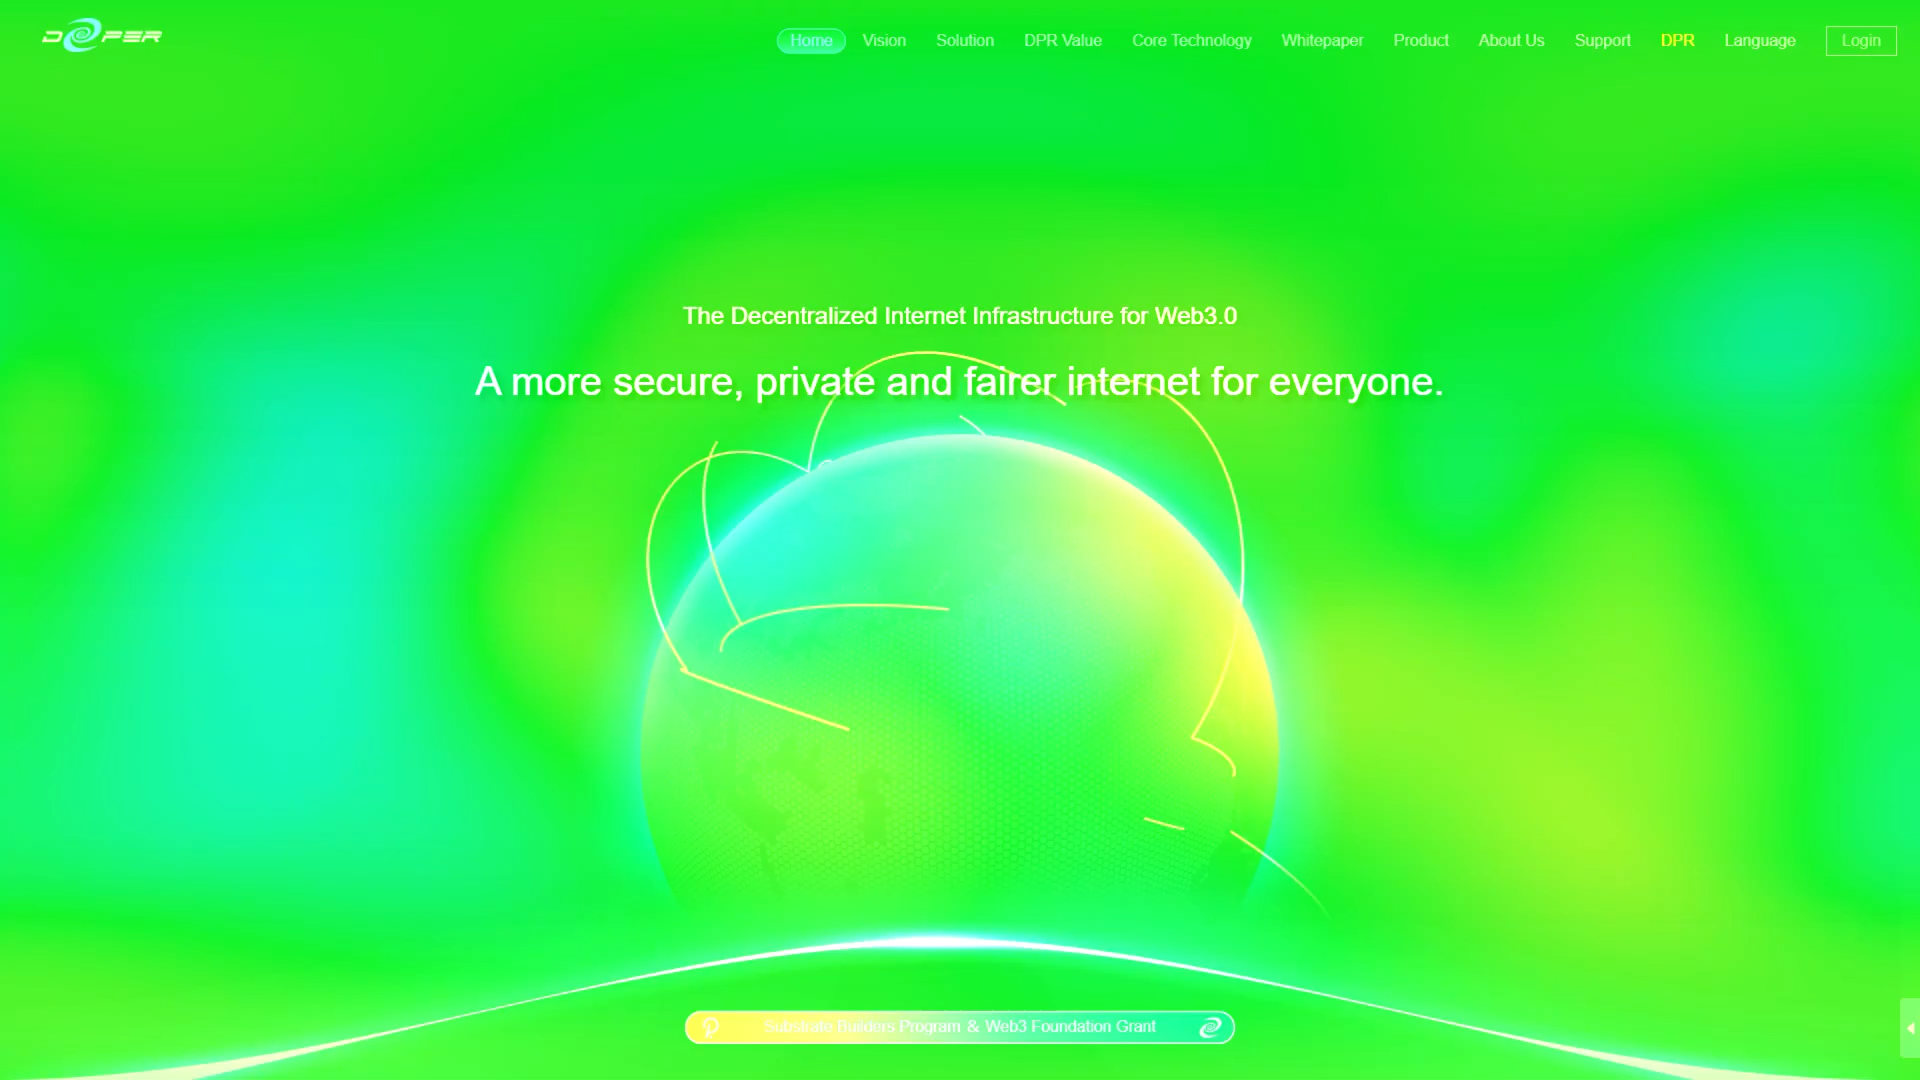 DEEPER
Home Vision Solution DPR Value Core Technology Whitepaper Product About Us Support DPR Language Login
The Decentralized Internet Infrastructure for Web3.0
A more secure, private and fairer internet for everyone.
Substrate Builders Program & Web3 Foundation Grant